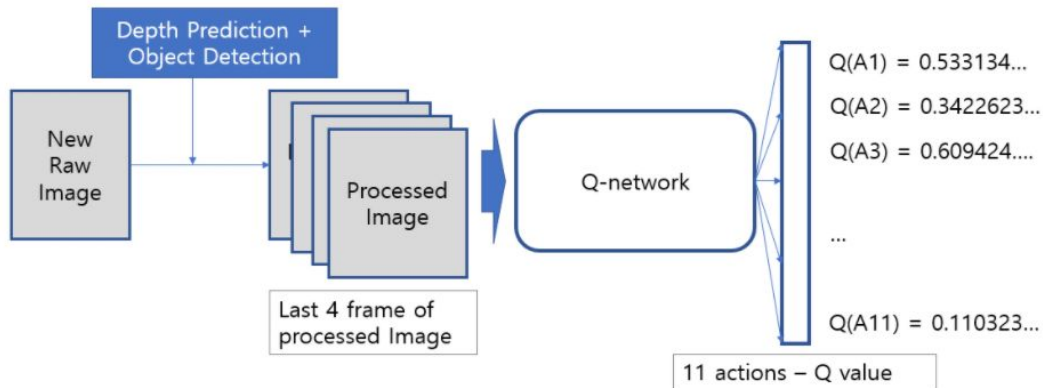 Depth Prediction +
Object Detection
New
Raw
Image
Processed
Image
Last 4 frame of
processed Image
Q-network
Q(A1) = 0.533134...
Q(A2) = 0.3422623...
Q(A3) = 0.609424....
...
Q(A11) = 0.110323...
11 actions – Q value